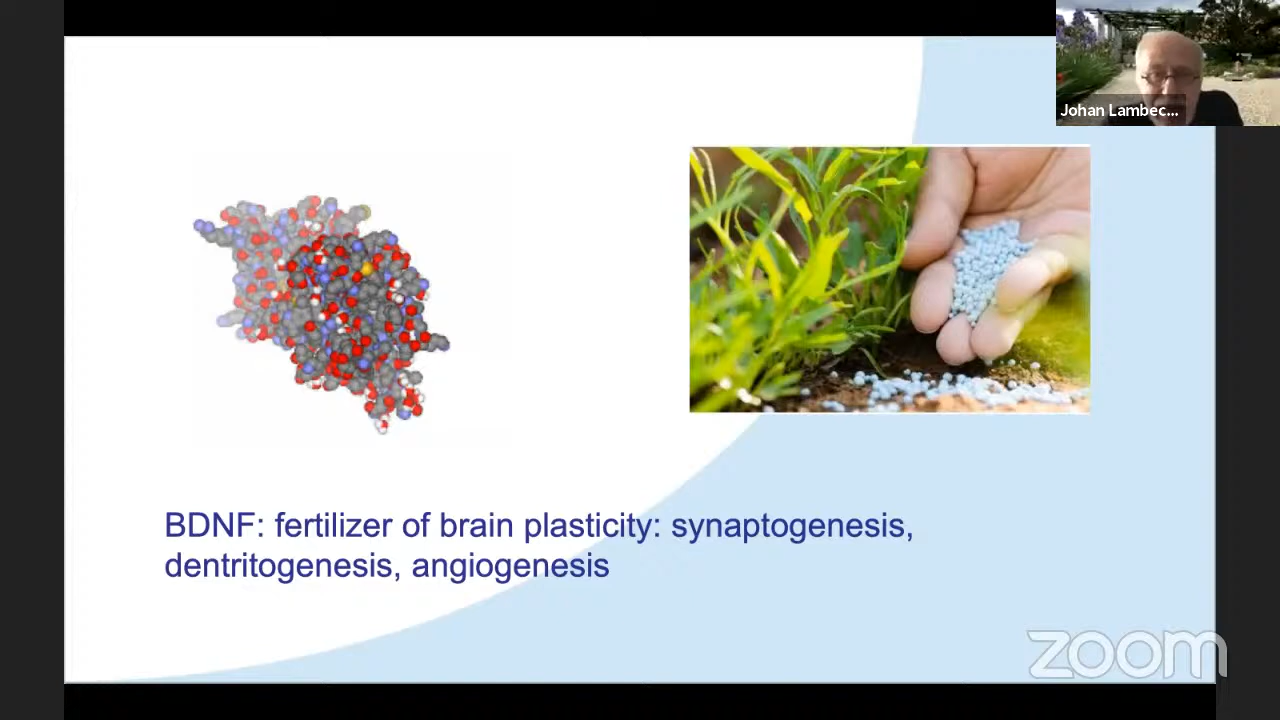 Johan Lambec...
BDNF: fertilizer of brain plasticity: synaptogenesis,
dentritogenesis, angiogenesis
zoom